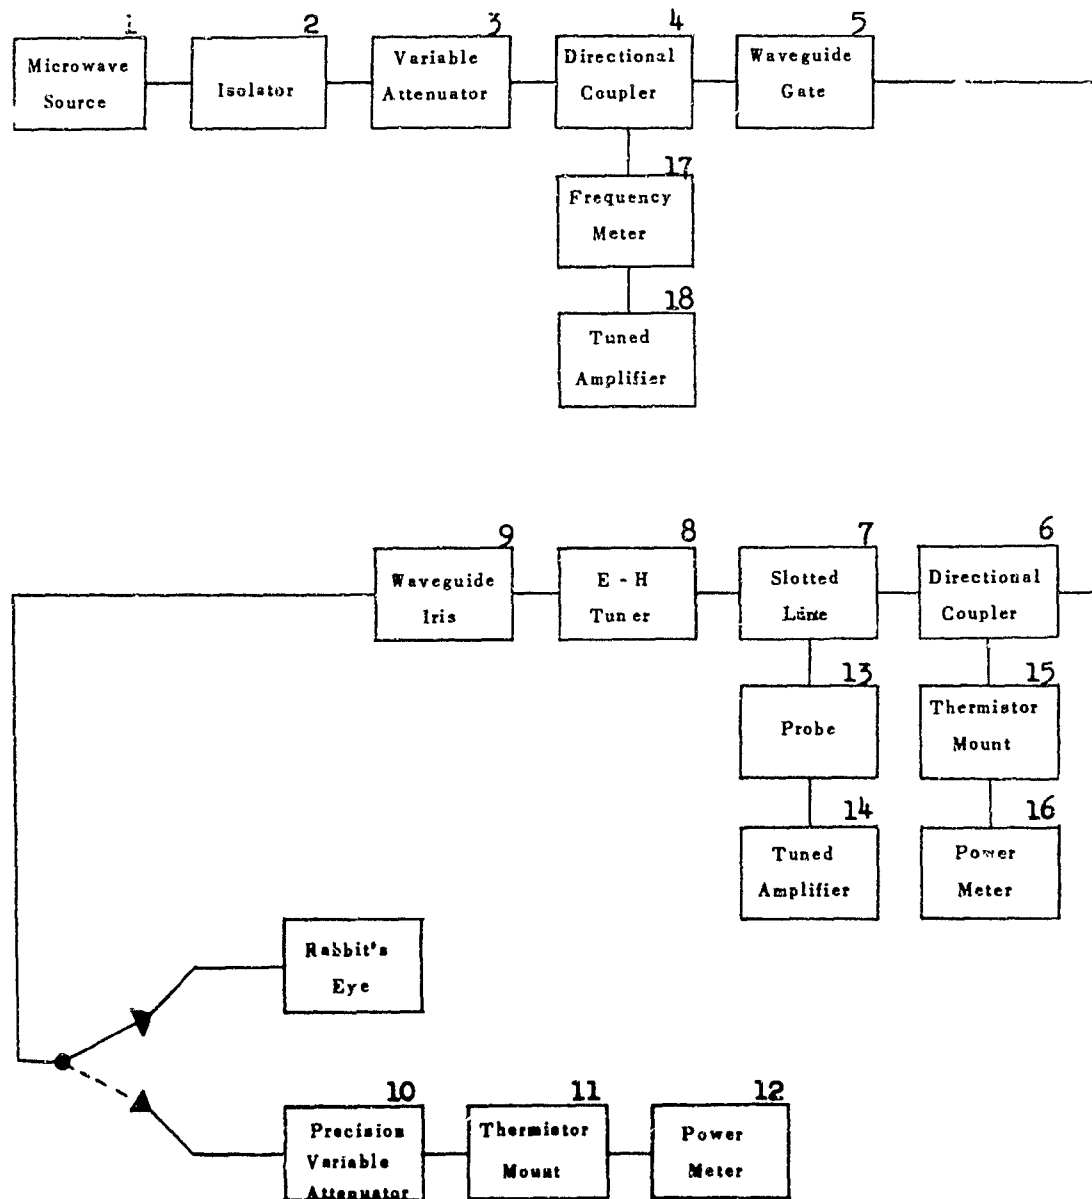 1
Microwave
Source
2
Isolator
3
Variable
Attenuator
4
Directional
Coupler
5
Waveguide
Gate
17
Frequency
Meter
18
Tuned
Amplifier
9
Waveguide
Iris
8
E - H
Tuner
7
Slotted
Line
6
Directional
Coupler
13
Probe
15
Thermistor
Mount
14
Tuned
Amplifier
16
Power
Meter
Rabbit's
Eye
10
Precision
Variable
Attenuator
11
Thermistor
Mount
12
Power
Meter